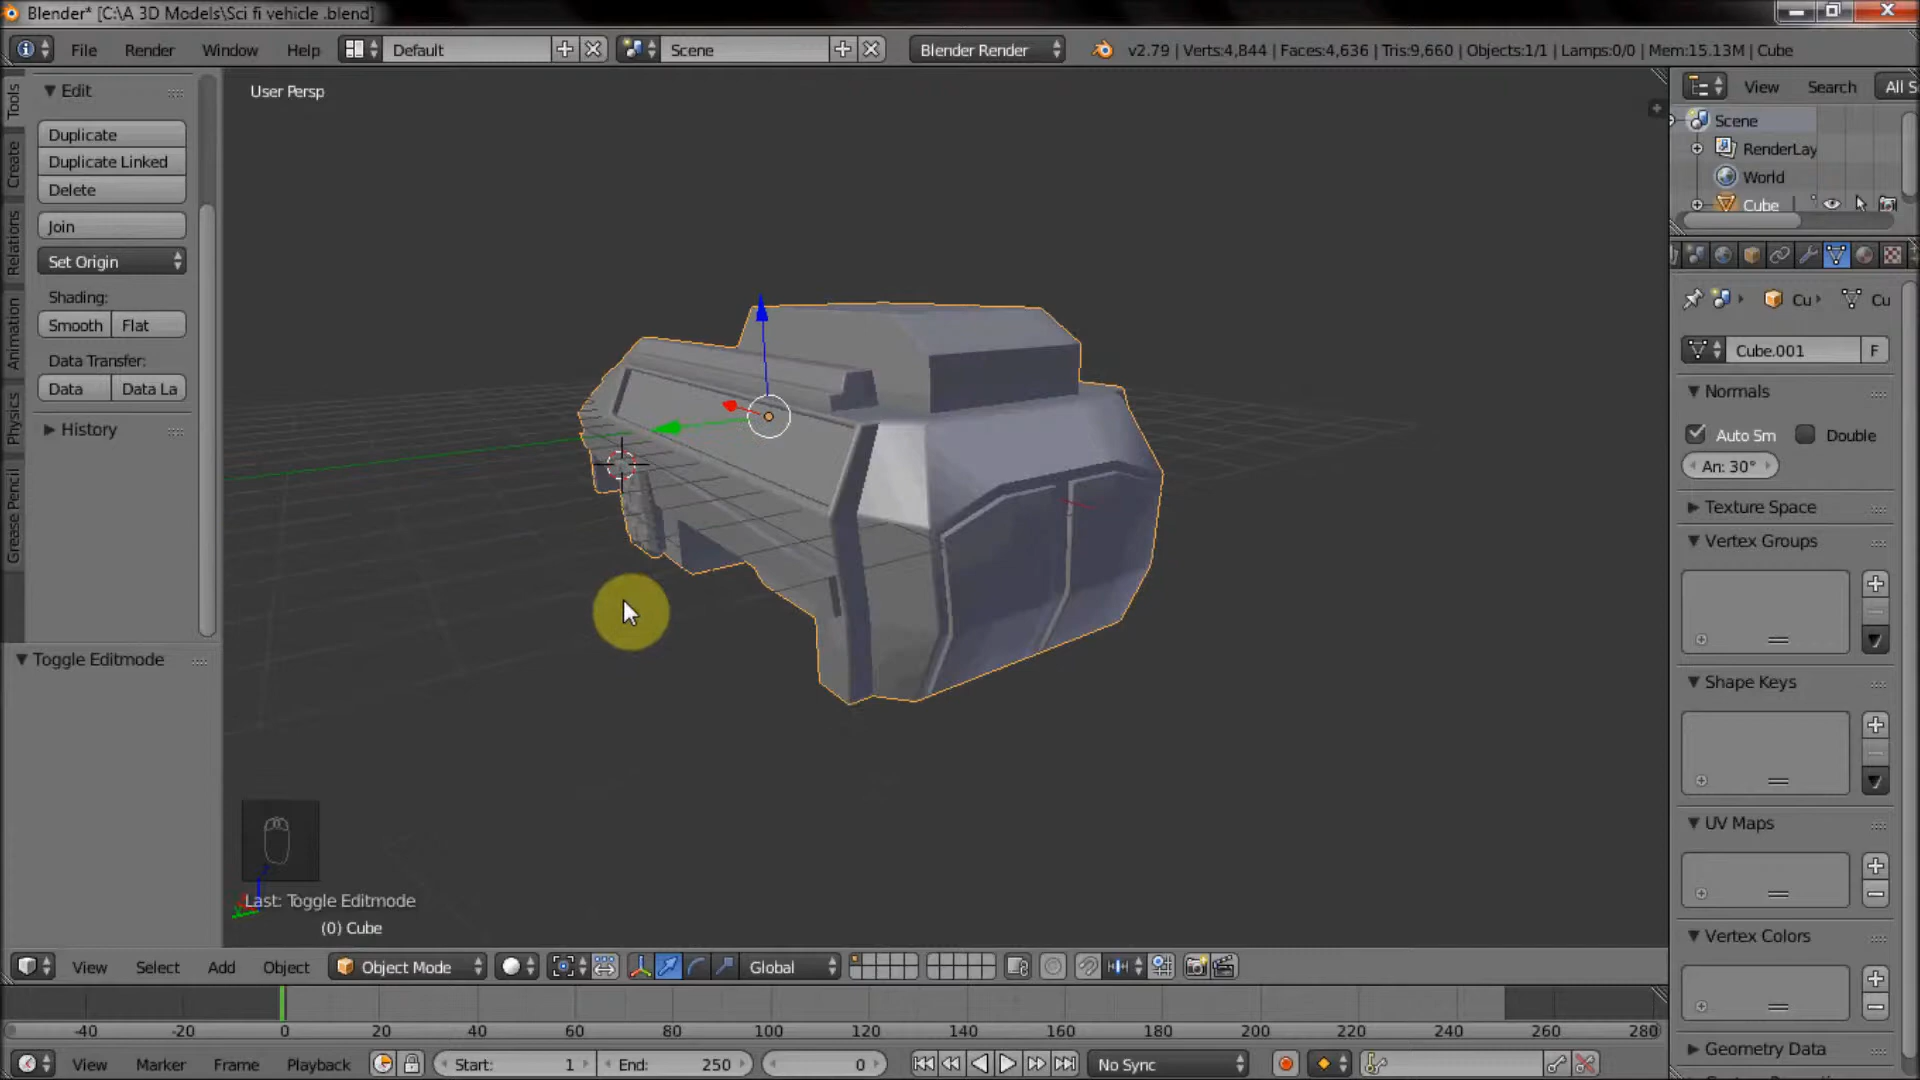 Blender* [C:\A 3D Models\Sci fi vehicle .blend]
File Render Window Help Default Scene Blender Render v2.79 | Verts:4,844 | Faces:4,636 | Tris:9,660 | Objects:1/1 | Lamps:0/0 | Mem:15.13M | Cube
Tools
Create
Relations
Animation
Physics
Grease Pencil
Edit
Duplicate
Duplicate Linked
Delete
Join
Set Origin
Shading:
Smooth Flat
Data Transfer:
Data Data La
History
Toggle Editmode
User Persp
Last: Toggle Editmode
(0) Cube
View Search All S
Scene
RenderLay
World
Cube
Cu Cu
Cube.001 F
Normals
Auto Sm Double
An: 30°
Texture Space
Vertex Groups
Shape Keys
UV Maps
Vertex Colors
Geometry Data
View Select Add Object Object Mode Global
-40 -20 0 20 40 60 80 100 120 140 160 180 200 220 240 260 280
View Marker Frame Playback Start: 1 End: 250 0 No Sync